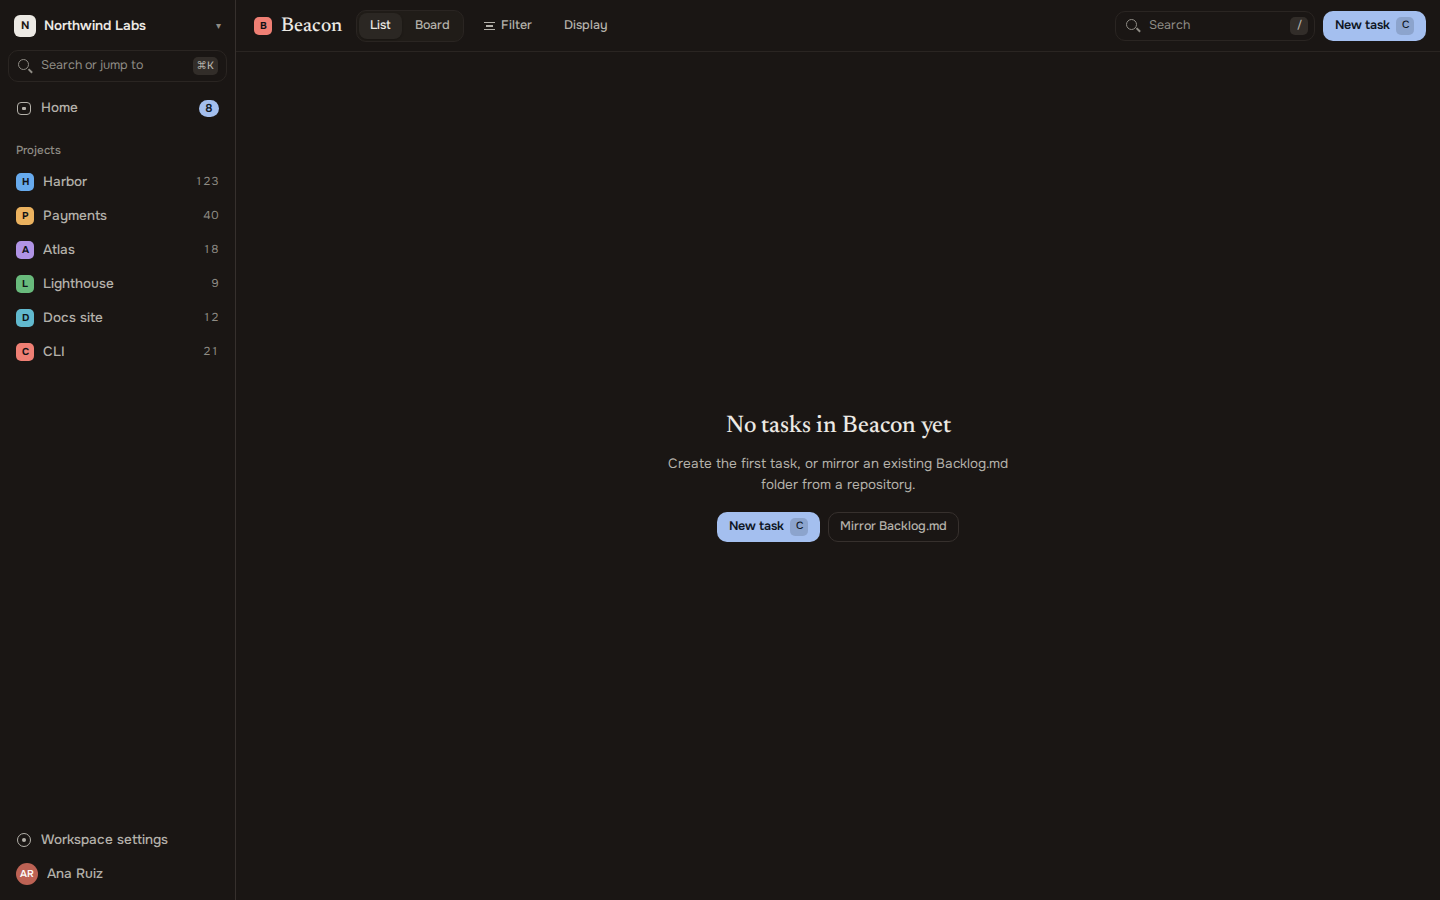 N Northwind Labs ▾
Search or jump to ⌘K
Home 8
Projects
H Harbor 123
P Payments 40
A Atlas 18
L Lighthouse 9
D Docs site 12
C CLI 21
Workspace settings
AR Ana Ruiz
B Beacon List Board Filter Display Search / New task C
No tasks in Beacon yet
Create the first task, or mirror an existing Backlog.md
folder from a repository.
New task C Mirror Backlog.md